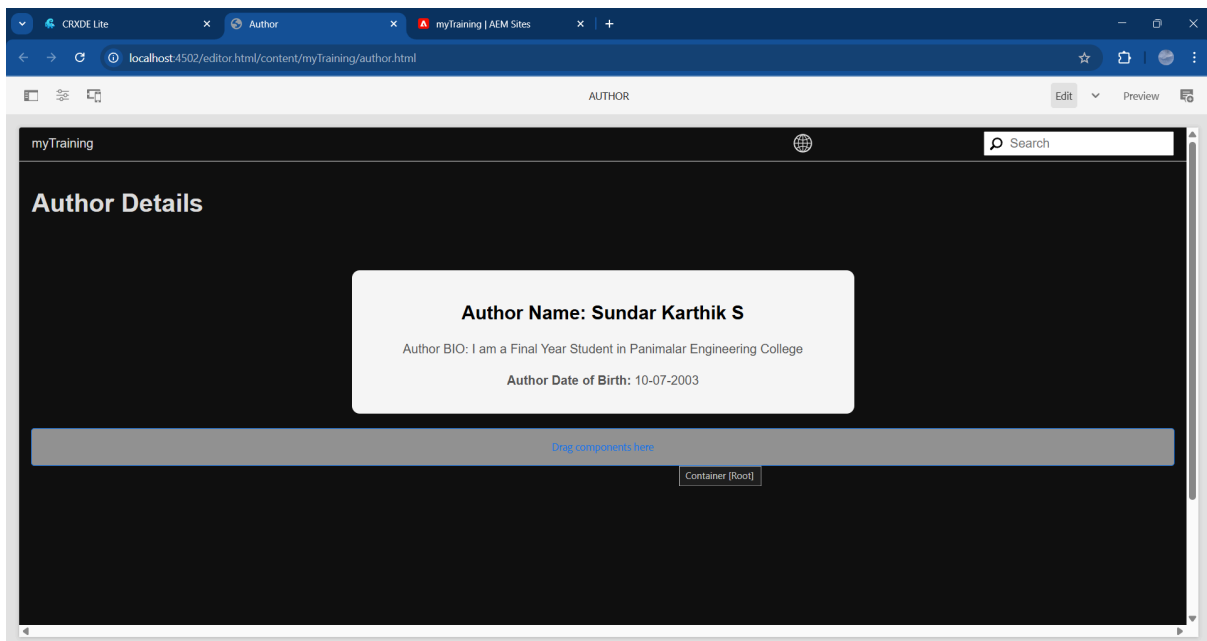 CRXDE Lite
Author
myTraining | AEM Sites
localhost:4502/editor.html/content/myTraining/author.html
AUTHOR
Edit
Preview
myTraining
Search
Author Details
Author Name: Sundar Karthik S
Author BIO: I am a Final Year Student in Panimalar Engineering College
Author Date of Birth: 10-07-2003
Drag components here
Container [Root]